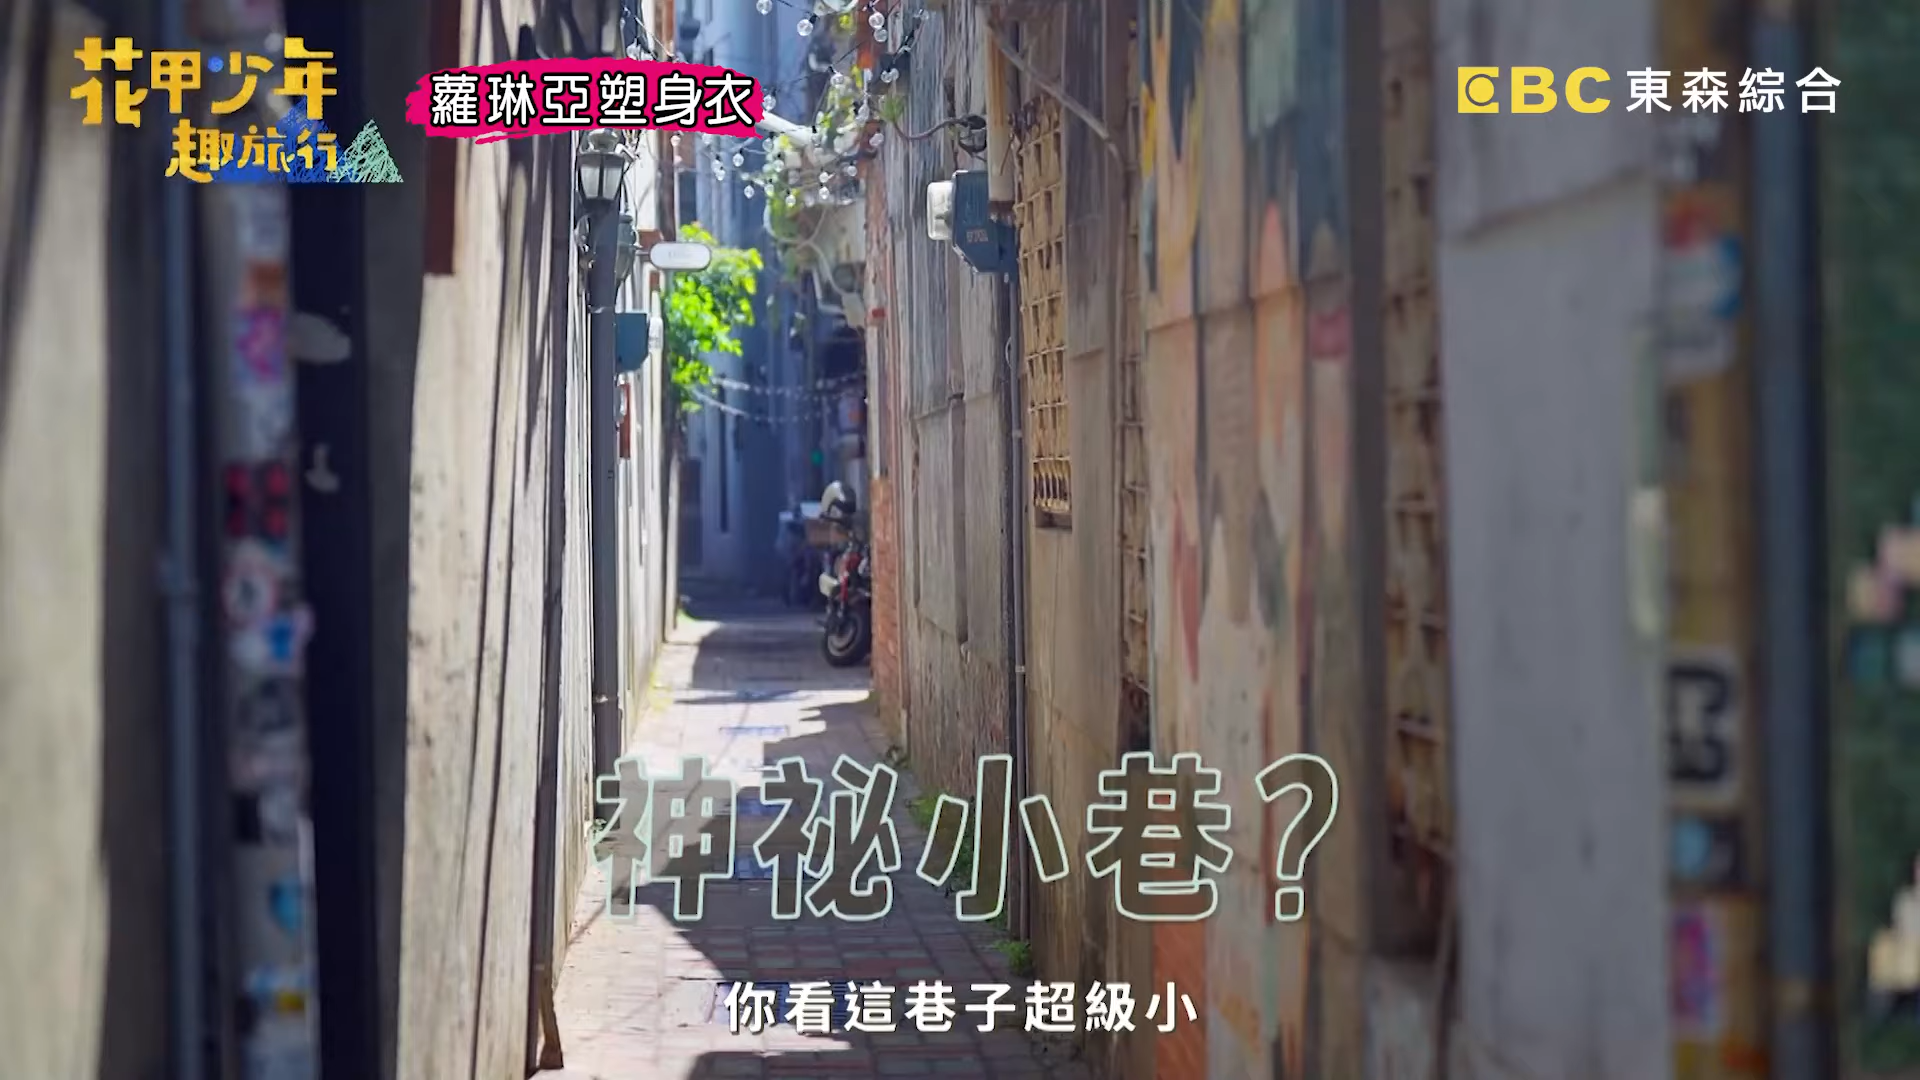 花甲少年
趣旅行
蘿琳亞塑身衣
EBC 東森綜合
神祕小巷？
你看這巷子超級小